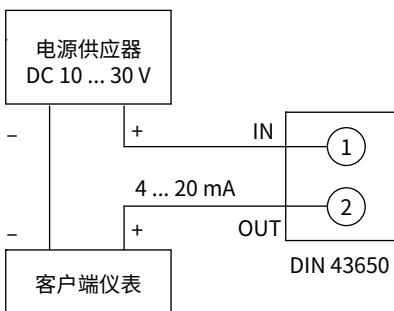 电源供应器
DC 10 ... 30 V
–
+
IN
1
4 ... 20 mA
2
–
+
OUT
DIN 43650
客户端仪表